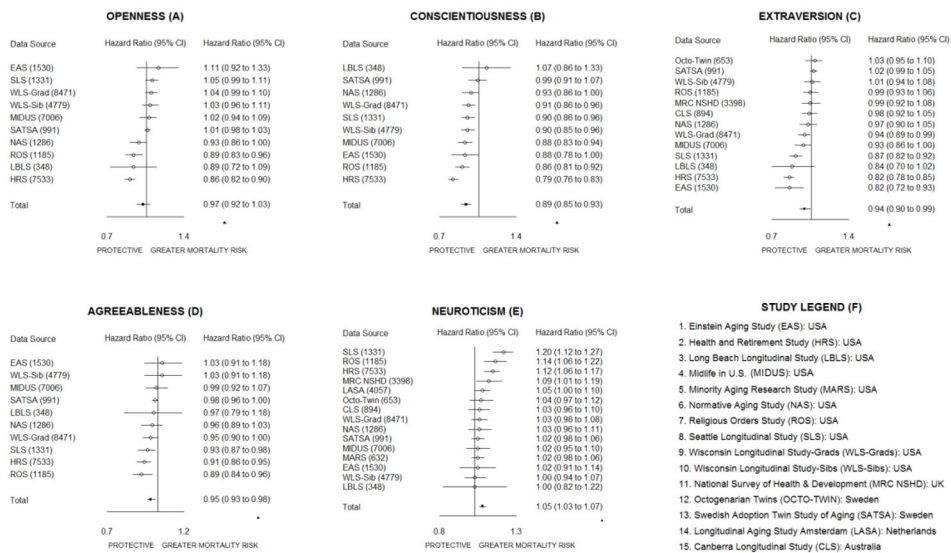 OPENNESS (A)
Data Source Hazard Ratio (95% CI) Hazard Ratio (95% CI)
EAS (1530) 1.11 (0.92 to 1.33)
SLS (1331) 1.05 (0.99 to 1.11)
WLS-Grad (8471) 1.04 (0.99 to 1.10)
WLS-Sib (4779) 1.03 (0.96 to 1.11)
MIDUS (7006) 1.02 (0.94 to 1.09)
SATSA (991) 1.01 (0.98 to 1.03)
NAS (1286) 0.93 (0.86 to 1.00)
ROS (1185) 0.89 (0.83 to 0.96)
LBLS (348) 0.89 (0.72 to 1.09)
HRS (7533) 0.86 (0.82 to 0.90)
Total 0.97 (0.92 to 1.03)
0.7 1.4
PROTECTIVE GREATER MORTALITY RISK
CONSCIENTIOUSNESS (B)
Data Source Hazard Ratio (95% CI) Hazard Ratio (95% CI)
LBLS (348) 1.07 (0.86 to 1.33)
SATSA (991) 0.99 (0.91 to 1.07)
NAS (1286) 0.93 (0.86 to 1.00)
WLS-Grad (8471) 0.91 (0.86 to 0.96)
SLS (1331) 0.90 (0.86 to 0.96)
WLS-Sib (4779) 0.90 (0.85 to 0.96)
MIDUS (7006) 0.88 (0.83 to 0.94)
EAS (1530) 0.88 (0.78 to 1.00)
ROS (1185) 0.86 (0.81 to 0.92)
HRS (7533) 0.79 (0.76 to 0.83)
Total 0.89 (0.85 to 0.93)
0.7 1.4
PROTECTIVE GREATER MORTALITY RISK
EXTRAVERSION (C)
Data Source Hazard Ratio (95% CI) Hazard Ratio (95% CI)
Octo-Twin (653) 1.03 (0.95 to 1.10)
SATSA (991) 1.02 (0.99 to 1.05)
WLS-Sib (4779) 1.01 (0.94 to 1.08)
ROS (1185) 0.99 (0.93 to 1.06)
MRC NSHD (3398) 0.99 (0.92 to 1.08)
CLS (894) 0.98 (0.92 to 1.05)
NAS (1286) 0.97 (0.90 to 1.05)
WLS-Grad (8471) 0.94 (0.89 to 0.99)
MIDUS (7006) 0.93 (0.86 to 1.00)
SLS (1331) 0.87 (0.82 to 0.92)
LBLS (348) 0.84 (0.70 to 1.02)
HRS (7533) 0.82 (0.78 to 0.85)
EAS (1530) 0.82 (0.72 to 0.93)
Total 0.94 (0.90 to 0.99)
0.7 1.4
PROTECTIVE GREATER MORTALITY RISK
AGREEABLENESS (D)
Data Source Hazard Ratio (95% CI) Hazard Ratio (95% CI)
EAS (1530) 1.03 (0.91 to 1.18)
WLS-Sib (4779) 1.03 (0.91 to 1.18)
MIDUS (7006) 0.99 (0.92 to 1.07)
SATSA (991) 0.98 (0.96 to 1.00)
LBLS (348) 0.97 (0.79 to 1.18)
NAS (1286) 0.96 (0.89 to 1.03)
WLS-Grad (8471) 0.95 (0.90 to 1.00)
SLS (1331) 0.93 (0.87 to 0.98)
HRS (7533) 0.91 (0.86 to 0.95)
ROS (1185) 0.89 (0.84 to 0.96)
Total 0.95 (0.93 to 0.98)
0.7 1.2
PROTECTIVE GREATER MORTALITY RISK
NEUROTICISM (E)
Data Source Hazard Ratio (95% CI) Hazard Ratio (95% CI)
SLS (1331) 1.20 (1.12 to 1.27)
ROS (1185) 1.14 (1.06 to 1.22)
HRS (7533) 1.12 (1.06 to 1.17)
MRC NSHD (3398) 1.09 (1.01 to 1.19)
LASA (4057) 1.05 (1.00 to 1.10)
Octo-Twin (653) 1.04 (0.97 to 1.12)
CLS (894) 1.03 (0.96 to 1.10)
WLS-Grad (8471) 1.03 (0.98 to 1.08)
NAS (1286) 1.03 (0.96 to 1.11)
SATSA (991) 1.02 (0.98 to 1.06)
MIDUS (7006) 1.02 (0.95 to 1.10)
MARS (632) 1.02 (0.98 to 1.06)
EAS (1530) 1.02 (0.91 to 1.14)
WLS-Sib (4779) 1.00 (0.94 to 1.07)
LBLS (348) 1.00 (0.82 to 1.22)
Total 1.05 (1.03 to 1.07)
0.7 1.3
PROTECTIVE GREATER MORTALITY RISK
STUDY LEGEND (F)
1. Einstein Aging Study (EAS): USA
2. Health and Retirement Study (HRS): USA
3. Long Beach Longitudinal Study (LBLS): USA
4. Midlife in U.S. (MIDUS): USA
5. Minority Aging Research Study (MARS): USA
6. Normative Aging Study (NAS): USA
7. Religious Orders Study (ROS): USA
8. Seattle Longitudinal Study (SLS): USA
9. Wisconsin Longitudinal Study-Grads (WLS-Grads): USA
10. Wisconsin Longitudinal Study-Sibs (WLS-Sibs): USA
11. National Survey of Health & Development (MRC NSHD): UK
12. Octogenarian Twins (OCTO-TWIN): Sweden
13. Swedish Adoption Twin Study of Aging (SATSA): Sweden
14. Longitudinal Aging Study Amsterdam (LASA): Netherlands
15. Canberra Longitudinal Study (CLS): Australia